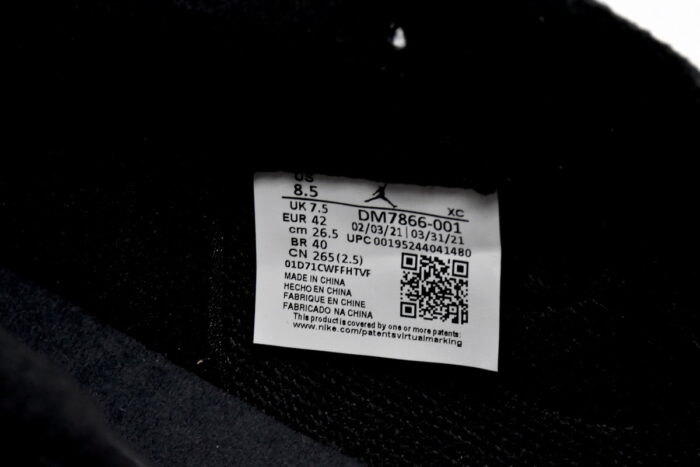 US
8.5
XC
UK 7.5
DM7866-001
EUR 42
02/03/21 | 03/31/21
cm 26.5
UPC 00195244041480
BR 40
CN 265 (2.5)
01D71CWFFHTVF
MADE IN CHINA
HECHO EN CHINA
FABRIQUE EN CHINE
FABRICADO NA CHINA
This product is covered by one or more patents:
www.nike.com/patentsvirtualmarking